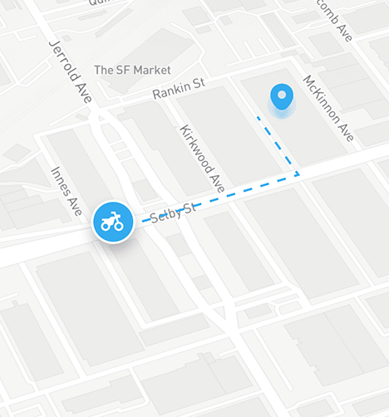 Jerrold Ave
comb Ave
The SF Market
Rankin St
McKinnon Ave
Kirkwood Ave
Innes Ave
Selby St